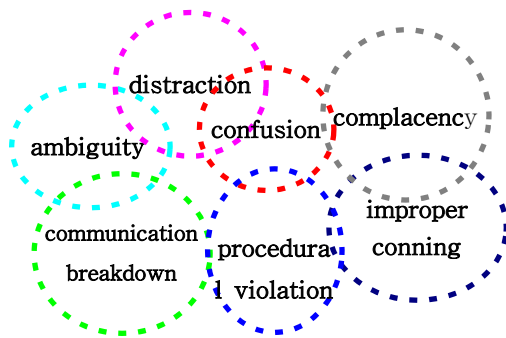 distraction
confusion
complacency
ambiguity
communication
breakdown
procedura
l violation
improper
conning